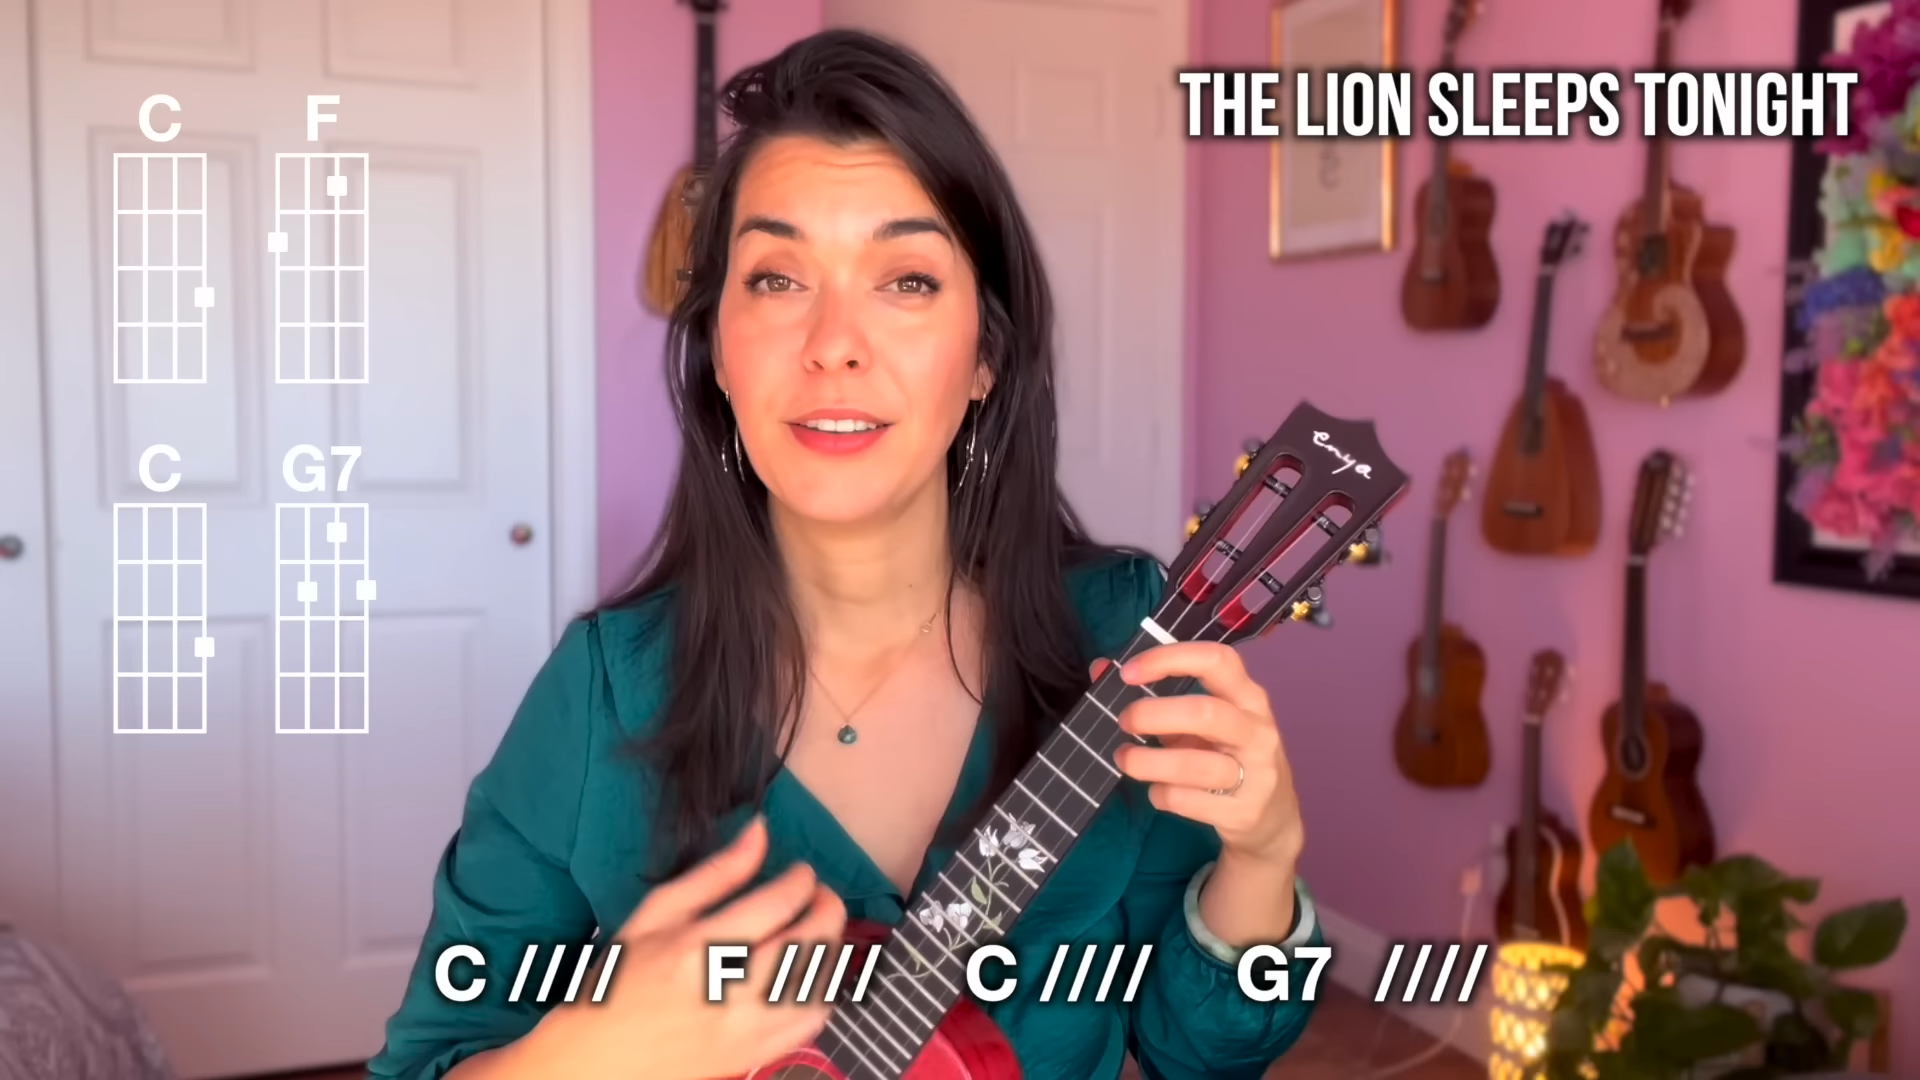 THE LION SLEEPS TONIGHT
C F
C G7
enya
C //// F //// C //// G7 ////